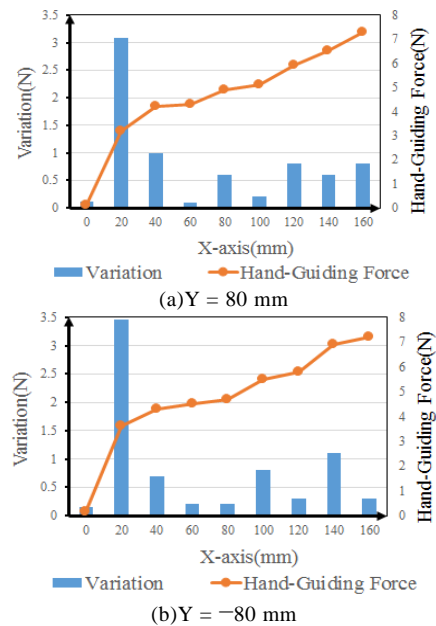 3.5
3
2.5
2
1.5
1
0.5
0
Variation(N)
8
7
6
5
4
3
2
1
0
Hand-Guiding Force(N)
0 20 40 60 80 100 120 140 160
X-axis(mm)
Variation Hand-Guiding Force
(a)Y = 80 mm
3.5
3
2.5
2
1.5
1
0.5
0
Variation(N)
8
7
6
5
4
3
2
1
0
Hand-Guiding Force(N)
0 20 40 60 80 100 120 140 160
X-axis(mm)
Variation Hand-Guiding Force
(b)Y = −80 mm